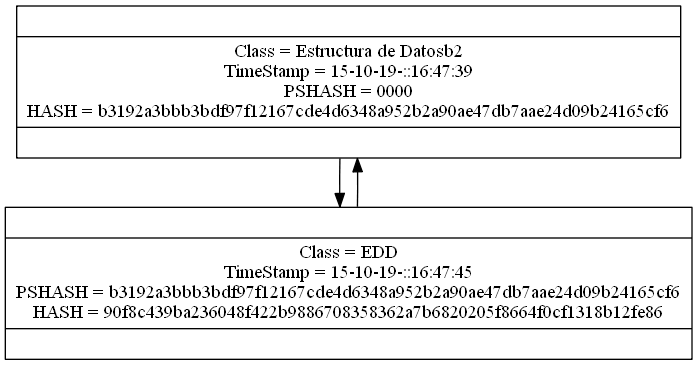 Class = Estructura de Datosb2
TimeStamp = 15-10-19-::16:47:39
PSHASH = 0000
HASH = b3192a3bbb3bdf97f12167cde4d6348a952b2a90ae47db7aae24d09b24165cf6
Class = EDD
TimeStamp = 15-10-19-::16:47:45
PSHASH = b3192a3bbb3bdf97f12167cde4d6348a952b2a90ae47db7aae24d09b24165cf6
HASH = 90f8c439ba236048f422b9886708358362a7b6820205f8664f0cf1318b12fe86